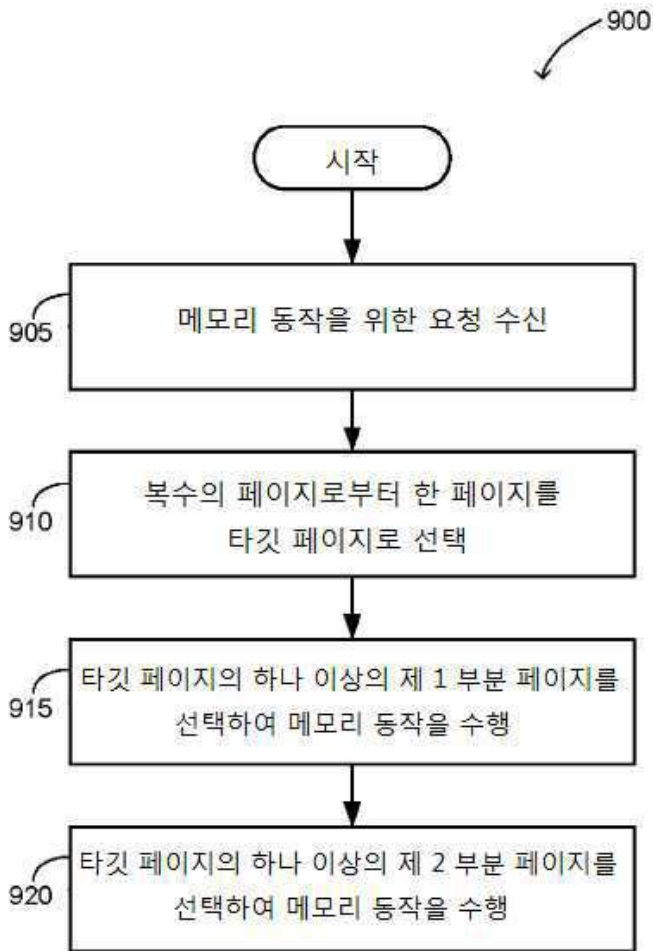 900
시작
905
메모리 동작을 위한 요청 수신
910
복수의 페이지로부터 한 페이지를
타깃 페이지로 선택
915
타깃 페이지의 하나 이상의 제 1 부분 페이지를
선택하여 메모리 동작을 수행
920
타깃 페이지의 하나 이상의 제 2 부분 페이지를
선택하여 메모리 동작을 수행